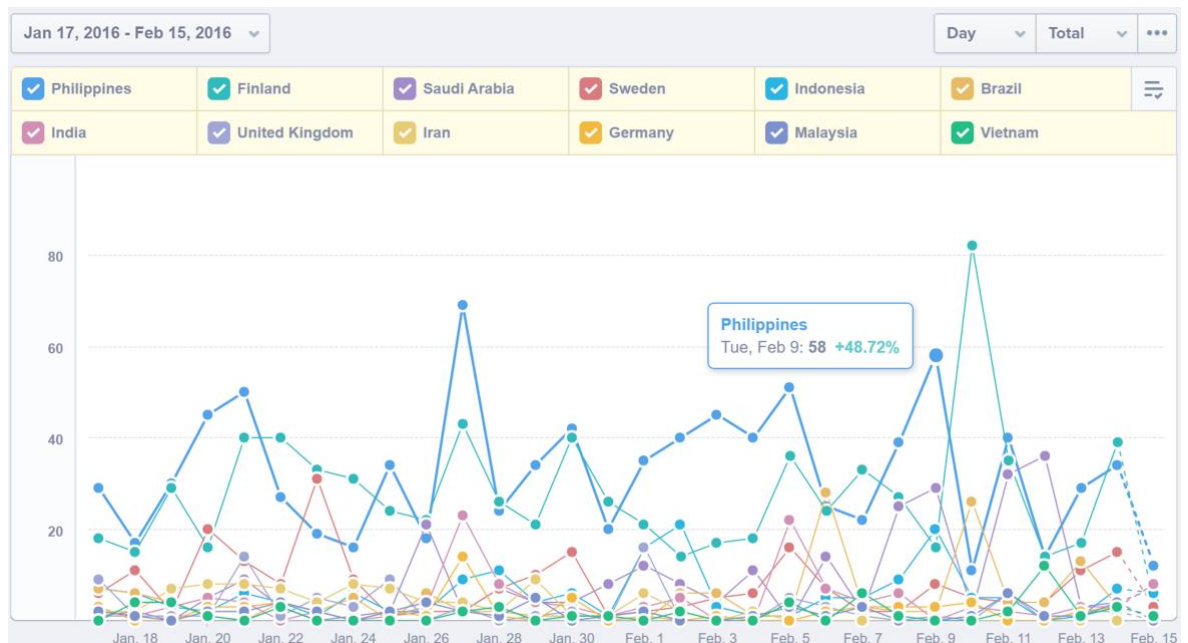 Jan 17, 2016 - Feb 15, 2016
Day
Total
Philippines
Finland
Saudi Arabia
Sweden
Indonesia
Brazil
India
United Kingdom
Iran
Germany
Malaysia
Vietnam
80
60
40
20
Philippines
Tue, Feb 9: 58 +48.72%
Jan. 18 Jan. 20 Jan. 22 Jan. 24 Jan. 26 Jan. 28 Jan. 30 Feb. 1 Feb. 3 Feb. 5 Feb. 7 Feb. 9 Feb. 11 Feb. 13 Feb. 15